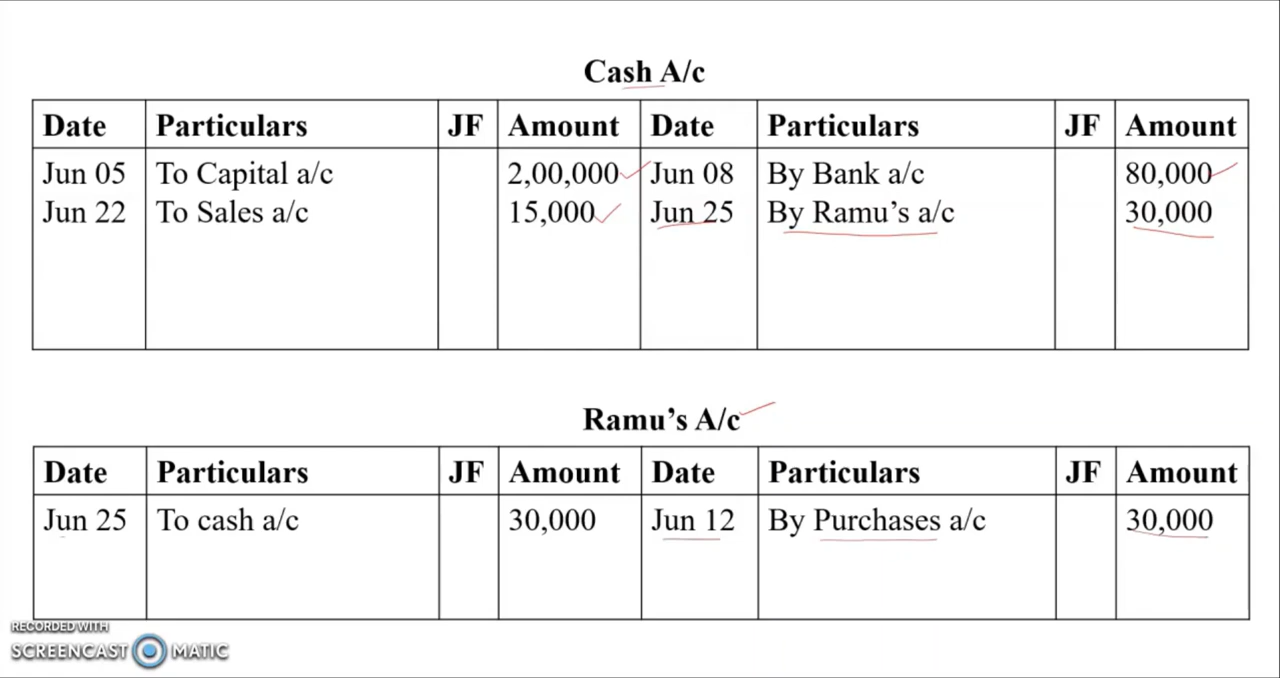 Cash A/c
Date Particulars JF Amount Date Particulars JF Amount
Jun 05 To Capital a/c 2,00,000 Jun 08 By Bank a/c 80,000
Jun 22 To Sales a/c 15,000 Jun 25 By Ramu’s a/c 30,000
Ramu’s A/c
Date Particulars JF Amount Date Particulars JF Amount
Jun 25 To cash a/c 30,000 Jun 12 By Purchases a/c 30,000
RECORDED WITH
SCREENCAST MATIC